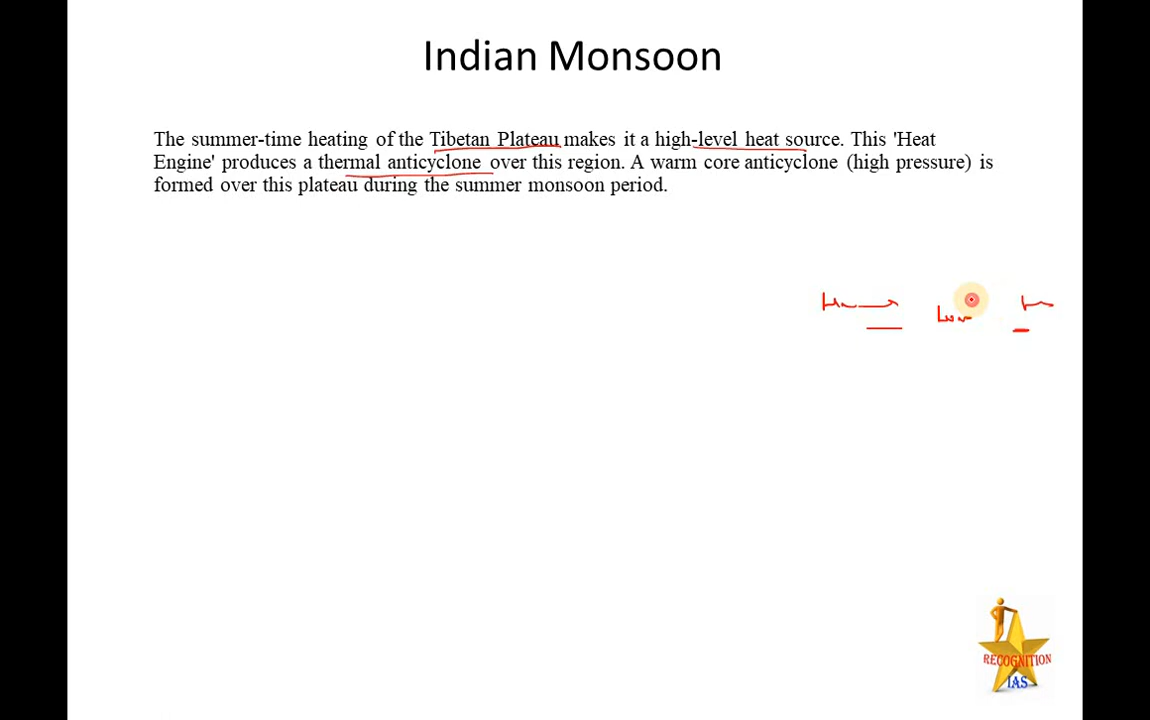 Indian Monsoon
The summer-time heating of the Tibetan Plateau makes it a high-level heat source. This 'Heat
Engine' produces a thermal anticyclone over this region. A warm core anticyclone (high pressure) is
formed over this plateau during the summer monsoon period.
RECOGNITION
IAS